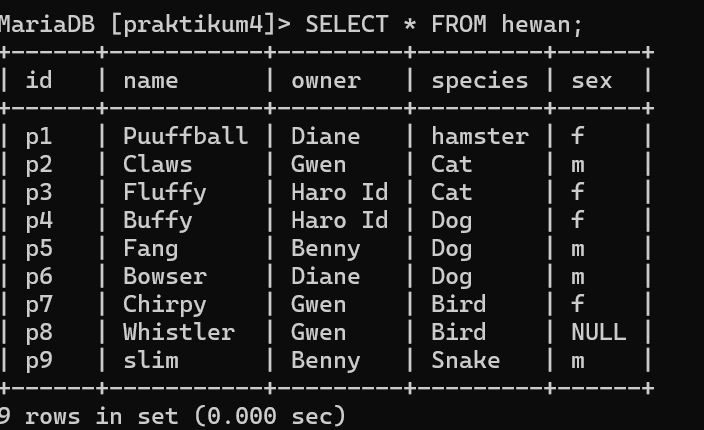 MariaDB [praktikum4]> SELECT * FROM hewan;
+------+-----------+---------+---------+------+
| id   | name      | owner   | species | sex  |
+------+-----------+---------+---------+------+
| p1   | Puuffball | Diane   | hamster | f    |
| p2   | Claws     | Gwen    | Cat     | m    |
| p3   | Fluffy    | Haro Id | Cat     | f    |
| p4   | Buffy     | Haro Id | Dog     | f    |
| p5   | Fang      | Benny   | Dog     | m    |
| p6   | Bowser    | Diane   | Dog     | m    |
| p7   | Chirpy    | Gwen    | Bird    | f    |
| p8   | Whistler  | Gwen    | Bird    | NULL |
| p9   | slim      | Benny   | Snake   | m    |
+------+-----------+---------+---------+------+
9 rows in set (0.000 sec)